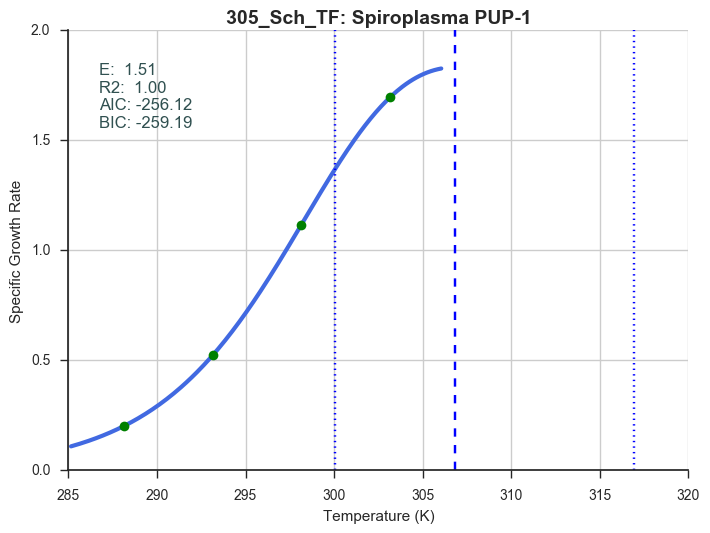 305_Sch_TF: Spiroplasma PUP-1
2.0
E:  1.51
R2:  1.00
AIC: -256.12
BIC: -259.19
1.5
Specific Growth Rate
1.0
0.5
0.0
285 290 295 300 305 310 315 320
Temperature (K)